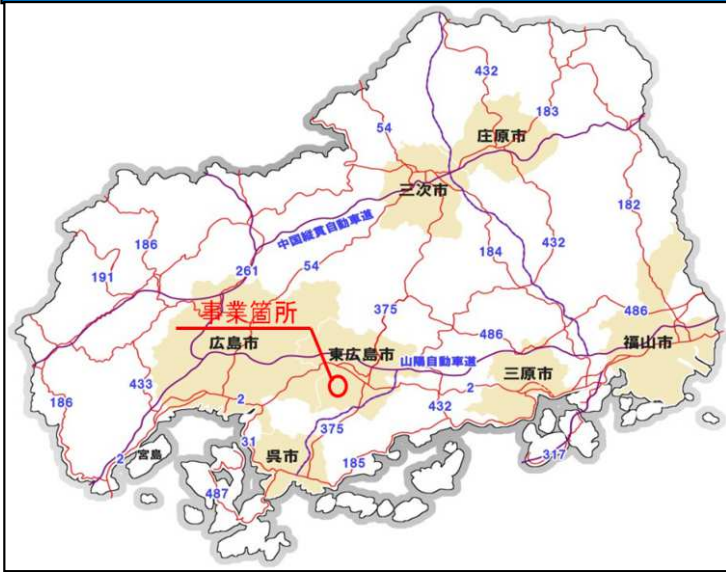 432
183
54
庄原市
三次市
182
中国縦貫自動車道
186
191
261
54
184
432
事業箇所
375
486
486
広島市
東広島市
山陽自動車道
福山市
三原市
433
186
2
2
432
31
375
2
宮島
呉市
185
317
487